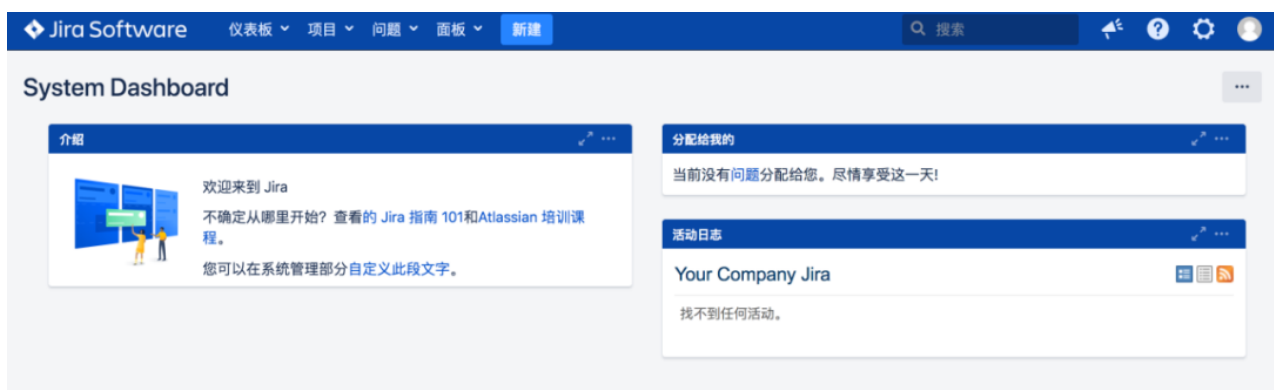 Jira Software 仪表板 项目 问题 面板 新建 搜索
System Dashboard
介绍
欢迎来到 Jira
不确定从哪里开始？查看的 Jira 指南 101和Atlassian 培训课
程。
您可以在系统管理部分自定义此段文字。
分配给我的
当前没有问题分配给您。尽情享受这一天!
活动日志
Your Company Jira
找不到任何活动。